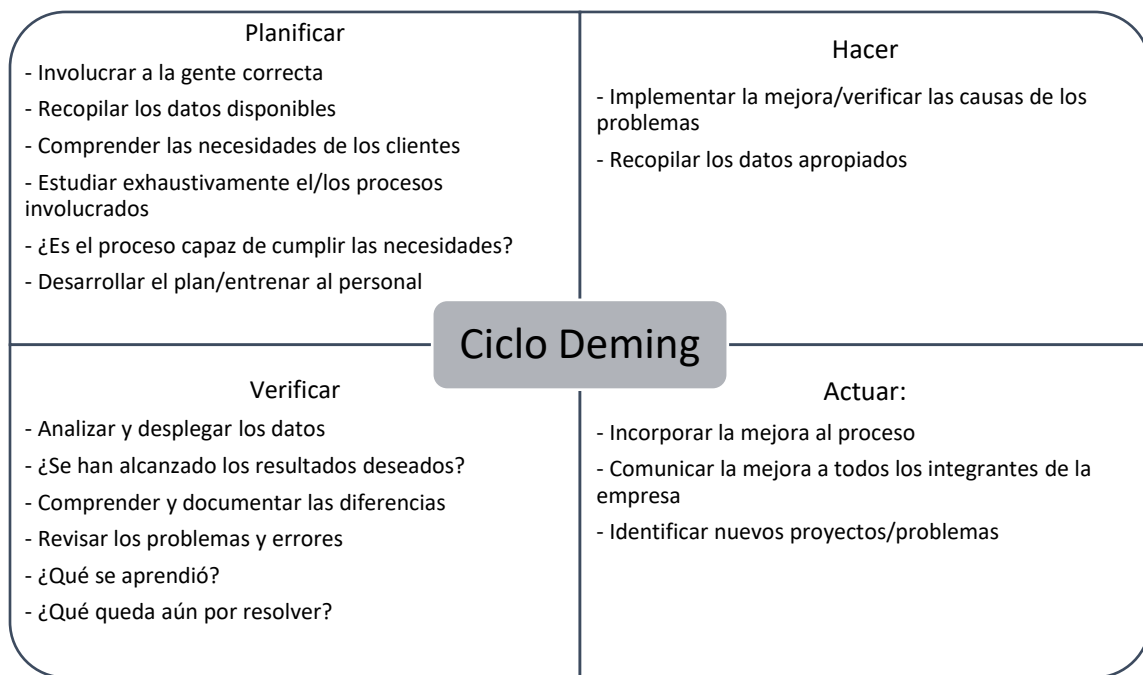 Planificar
- Involucrar a la gente correcta
- Recopilar los datos disponibles
- Comprender las necesidades de los clientes
- Estudiar exhaustivamente el/los procesos
involucrados
- ¿Es el proceso capaz de cumplir las necesidades?
- Desarrollar el plan/entrenar al personal
Hacer
- Implementar la mejora/verificar las causas de los
problemas
- Recopilar los datos apropiados
Ciclo Deming
Verificar
- Analizar y desplegar los datos
- ¿Se han alcanzado los resultados deseados?
- Comprender y documentar las diferencias
- Revisar los problemas y errores
- ¿Qué se aprendió?
- ¿Qué queda aún por resolver?
Actuar:
- Incorporar la mejora al proceso
- Comunicar la mejora a todos los integrantes de la
empresa
- Identificar nuevos proyectos/problemas